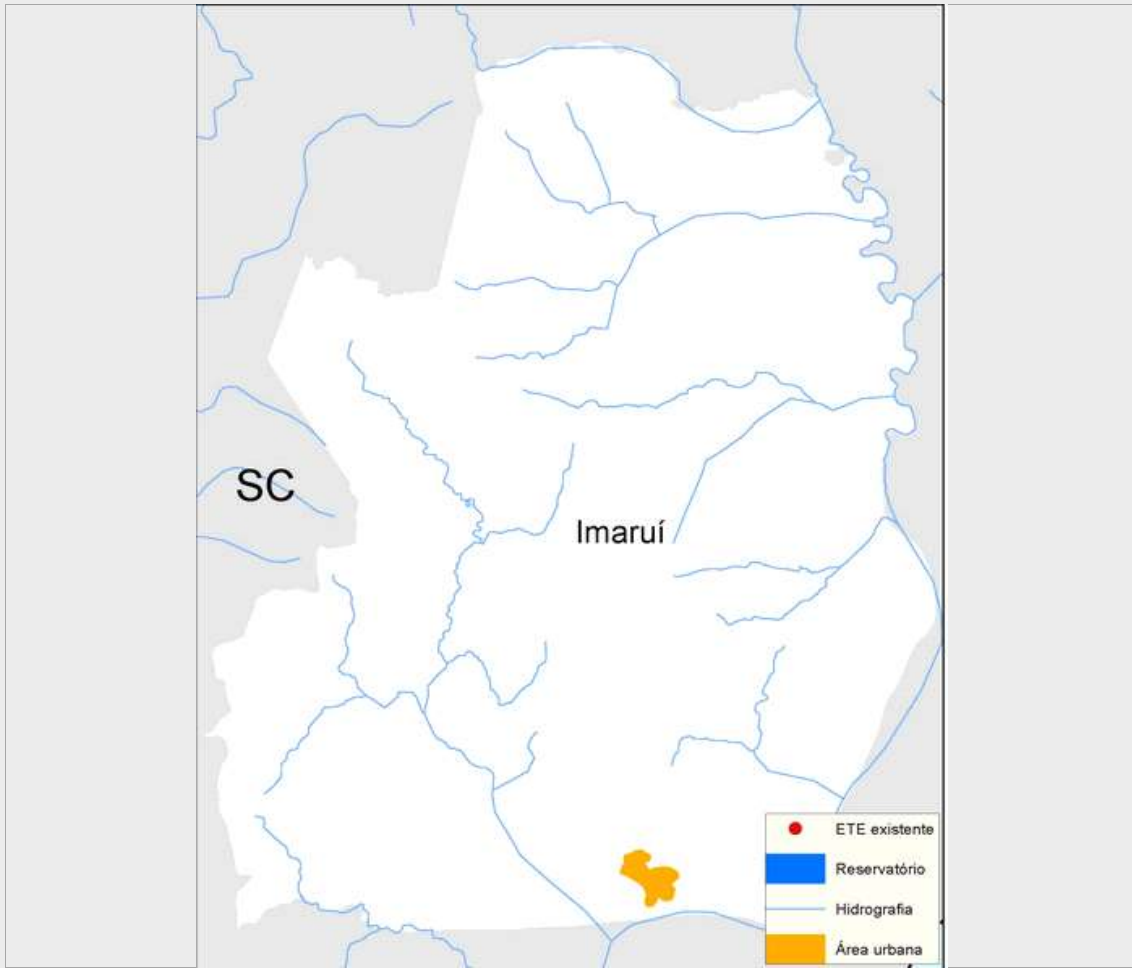 SC
Imaruí
ETE existente
Reservatório
Hidrografia
Área urbana